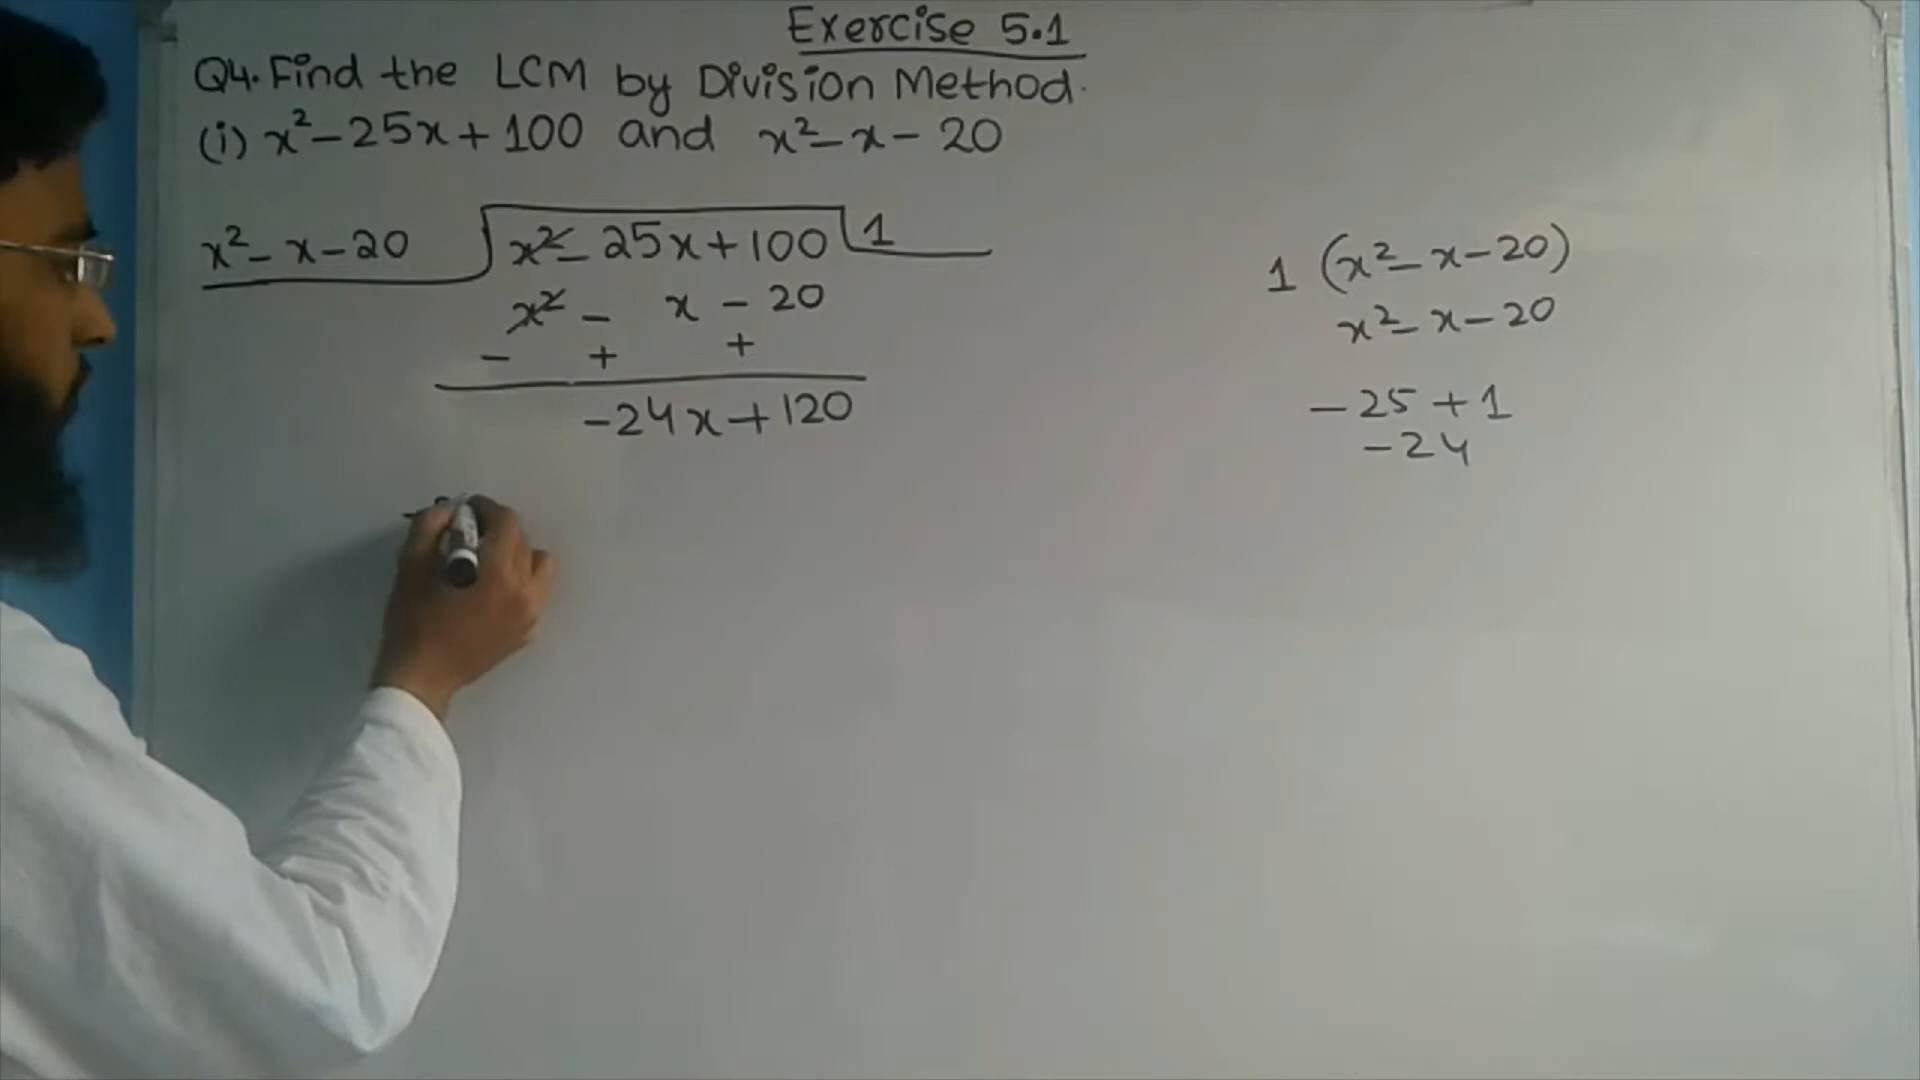 Exercise 5.1
Q4. Find the LCM by Division Method.
(i) x² - 25x + 100 and x² - x - 20
x² - x - 20 x² - 25x + 100 1
x² - x - 20
- + +
-24x + 120
1 (x² - x - 20)
x² - x - 20
- 25 + 1
- 24